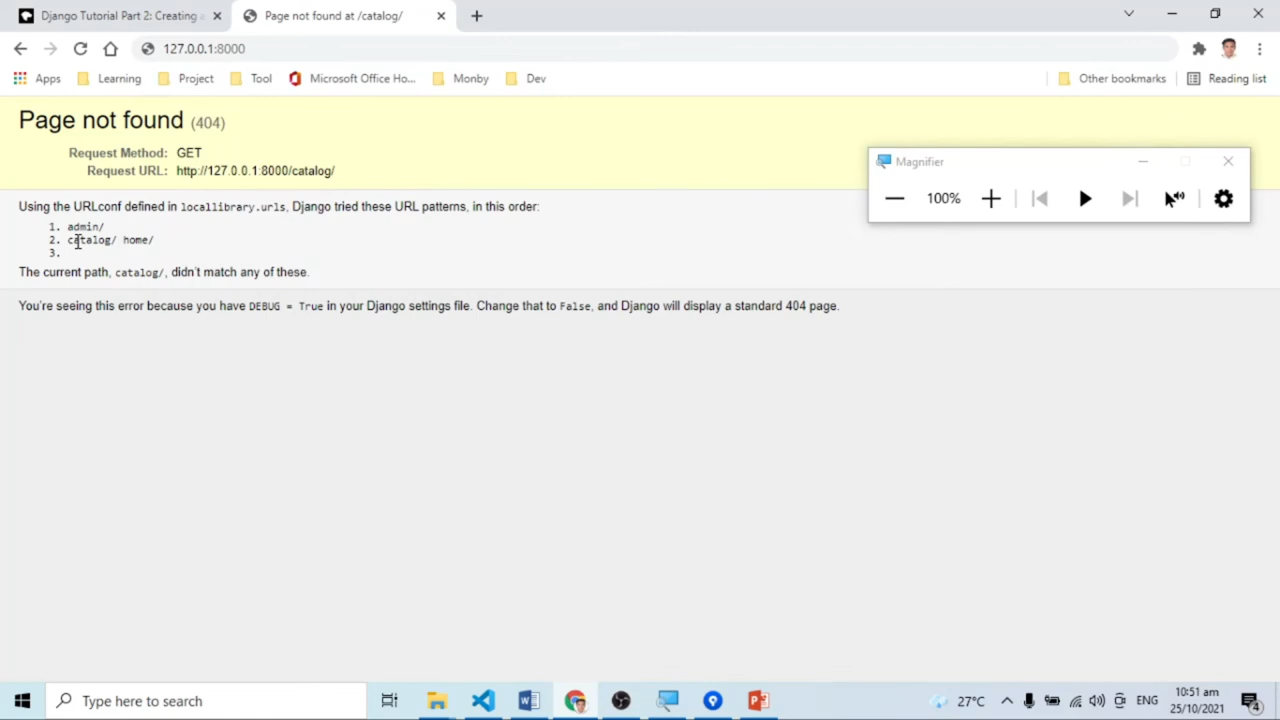 Django Tutorial Part 2: Creating a
Page not found at /catalog/
127.0.0.1:8000
Apps
Learning
Project
Tool
Microsoft Office Ho...
Monby
Dev
Other bookmarks
Reading list
Page not found (404)
Request Method: GET
Request URL: http://127.0.0.1:8000/catalog/
Magnifier
100%
Using the URLconf defined in locallibrary.urls, Django tried these URL patterns, in this order:
1. admin/
2. catalog/ home/
3.
The current path, catalog/, didn't match any of these.
You're seeing this error because you have DEBUG = True in your Django settings file. Change that to False, and Django will display a standard 404 page.
Type here to search
27°C
ENG
10:51 am
25/10/2021
4